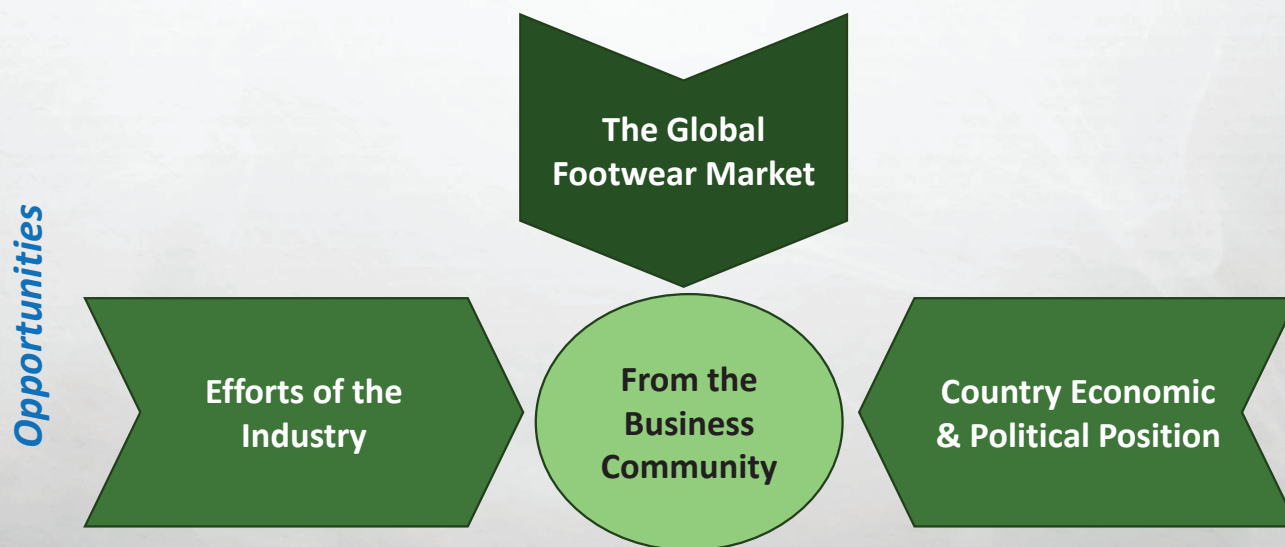 Opportunities
The Global
Footwear Market
Efforts of the
Industry
From the
Business
Community
Country Economic
& Political Position